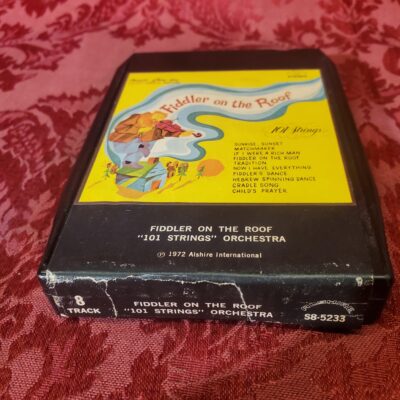 Fiddler on the Roof
101 Strings
SUNRISE, SUNSET
MATCHMAKER
IF I WERE A RICH MAN
FIDDLER ON THE ROOF
TRADITION
NOW I HAVE EVERYTHING
FIDDLER'S DANCE
HEBREW SPINNING DANCE
CRADLE SONG
CHILD'S PRAYER
FIDDLER ON THE ROOF
"101 STRINGS" ORCHESTRA
℗ 1972 Alshire International
8
TRACK
FIDDLER ON THE ROOF
"101 STRINGS" ORCHESTRA
S8-5233